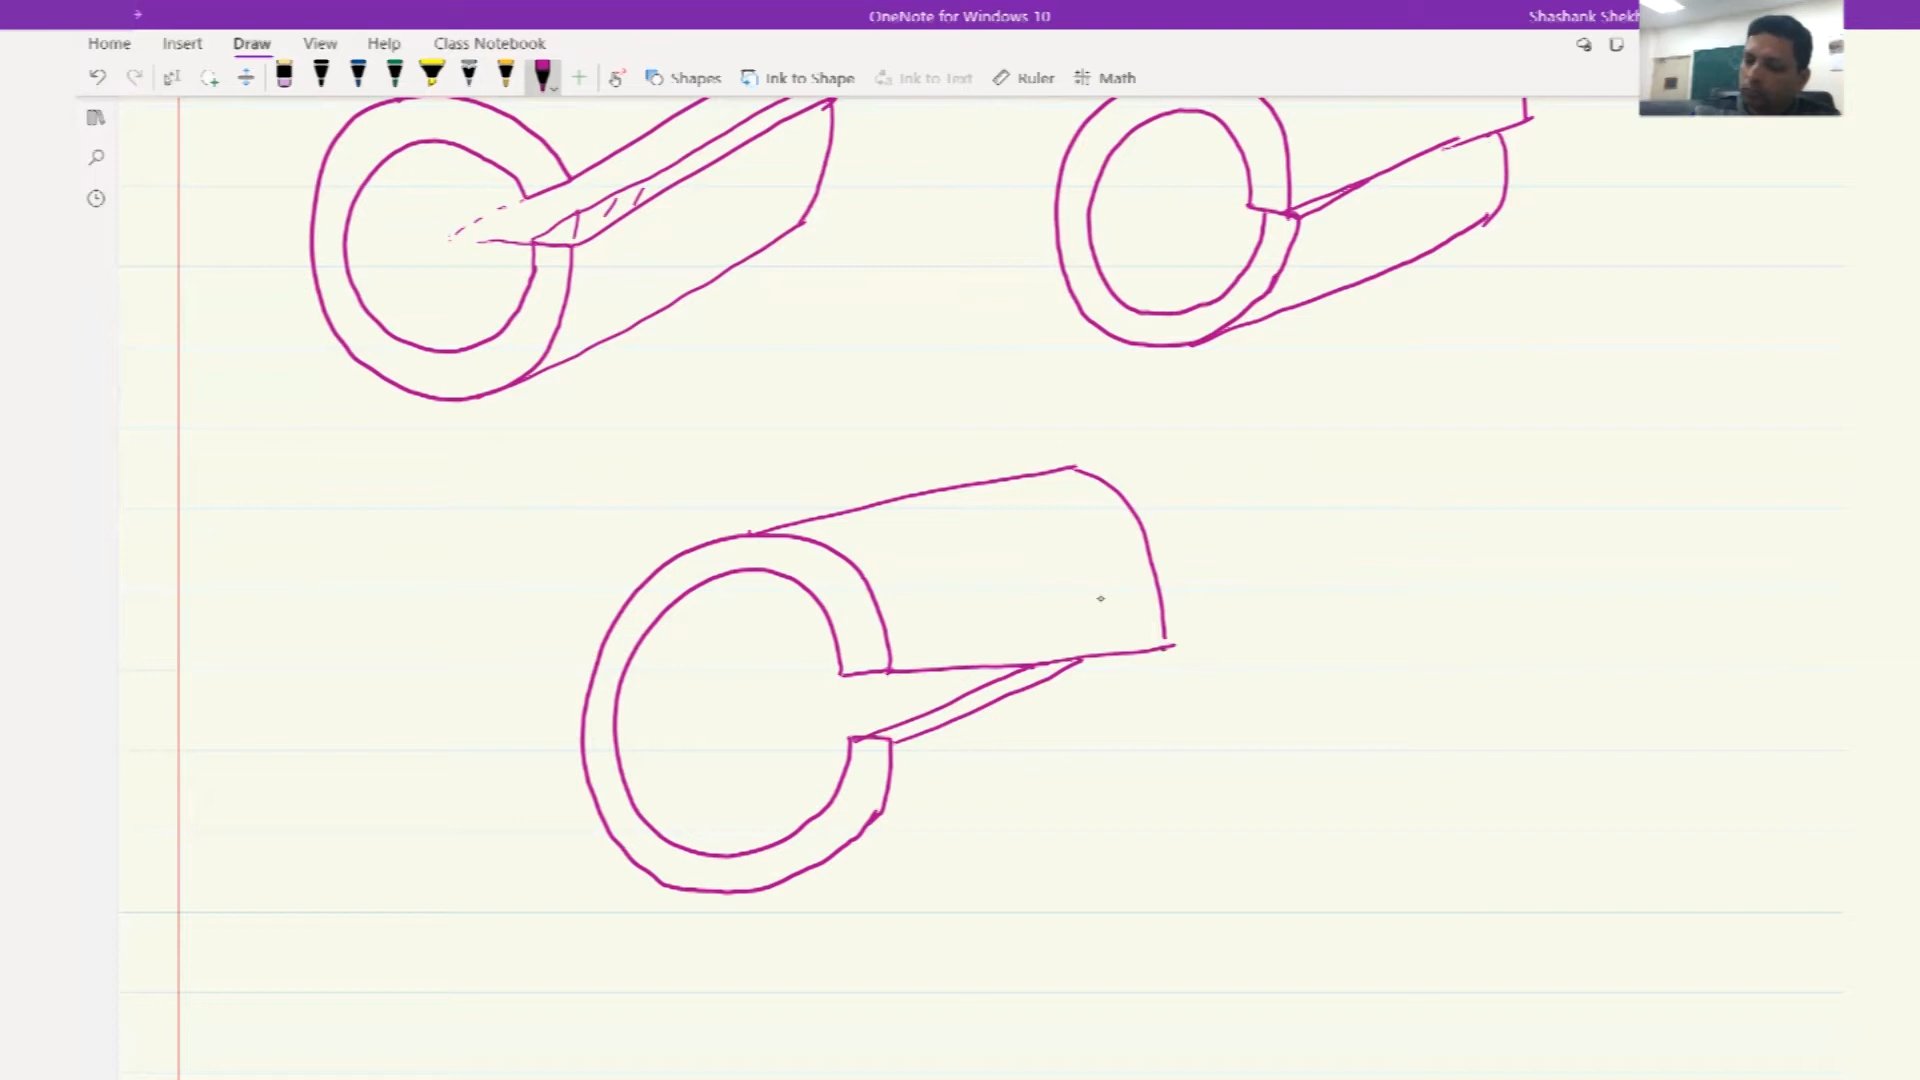 OneNote for Windows 10
Shashank Shekh
Home Insert Draw View Help Class Notebook
Shapes Ink to Shape Ink to Text Ruler Math